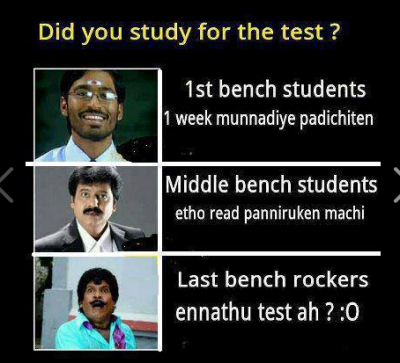 Did you study for the test ?
1st bench students
1 week munnadiye padichiten
Middle bench students
etho read panniruken machi
Last bench rockers
ennathu test ah ? :O